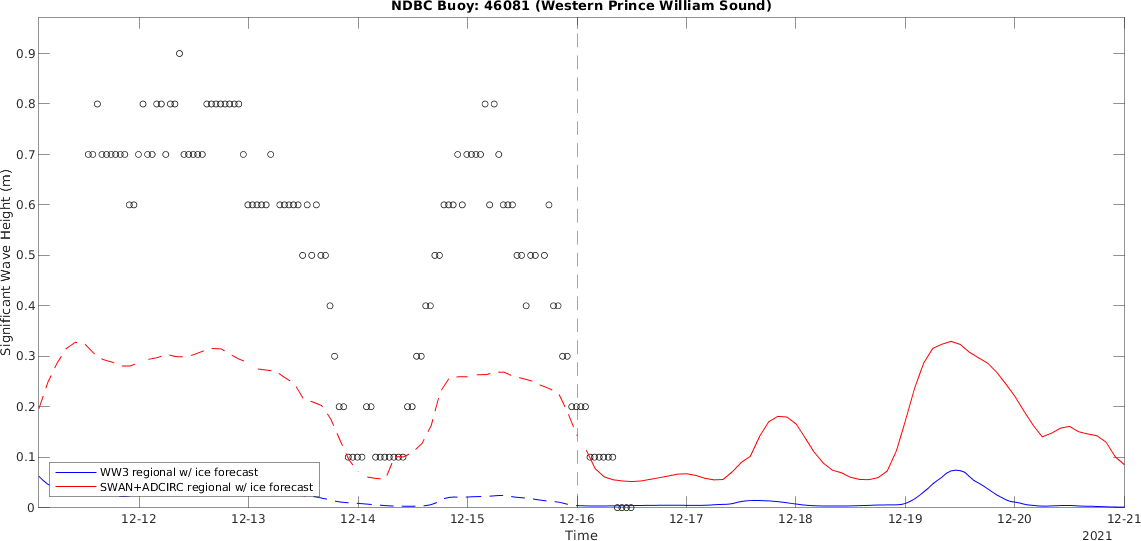 NDBC Buoy: 46081 (Western Prince William Sound)
Significant Wave Height (m)
0.9
0.8
0.7
0.6
0.5
0.4
0.3
0.2
0.1
0
WW3 regional w/ ice forecast
SWAN+ADCIRC regional w/ ice forecast
12-12 12-13 12-14 12-15 12-16 12-17 12-18 12-19 12-20 12-21
Time
2021